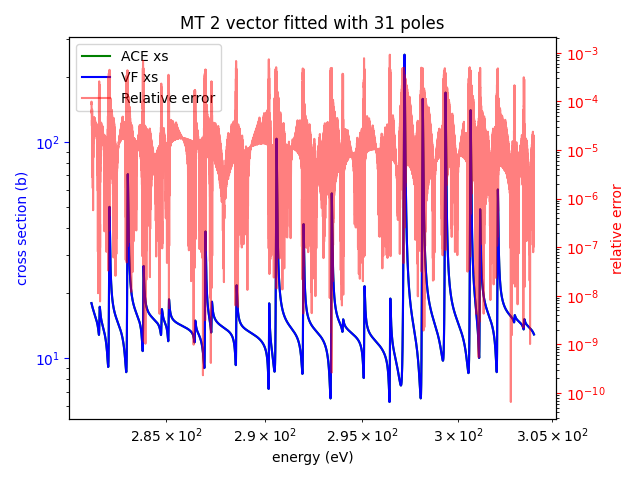 MT 2 vector fitted with 31 poles
ACE xs
VF xs
Relative error
cross section (b)
10²
10¹
relative error
10⁻³
10⁻⁴
10⁻⁵
10⁻⁶
10⁻⁷
10⁻⁸
10⁻⁹
10⁻¹⁰
2.85 × 10² 2.9 × 10² 2.95 × 10² 3 × 10² 3.05 × 10²
energy (eV)